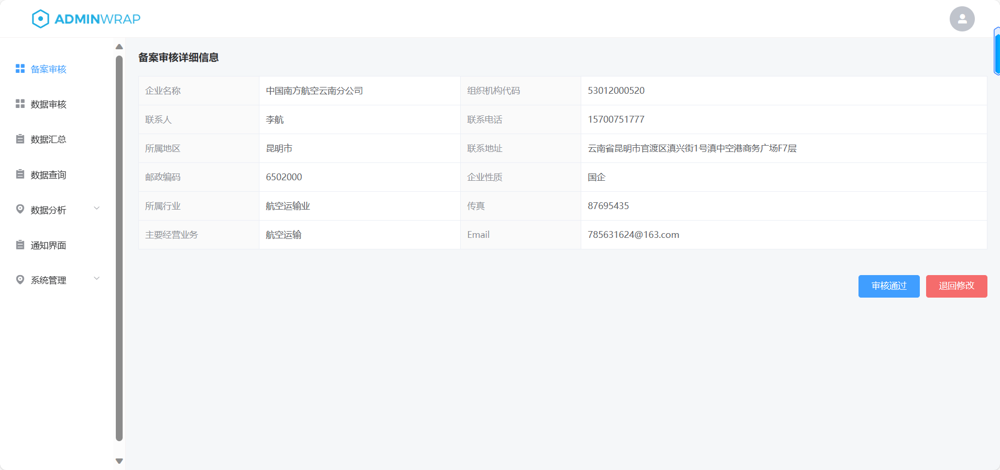 ADMINWRAP
备案审核
数据审核
数据汇总
数据查询
数据分析
通知界面
系统管理
备案审核详细信息
企业名称 中国南方航空云南分公司 组织机构代码 53012000520
联系人 李航 联系电话 15700751777
所属地区 昆明市 联系地址 云南省昆明市官渡区滇兴街1号滇中空港商务广场F7层
邮政编码 6502000 企业性质 国企
所属行业 航空运输业 传真 87695435
主要经营业务 航空运输 Email 785631624@163.com
审核通过 退回修改